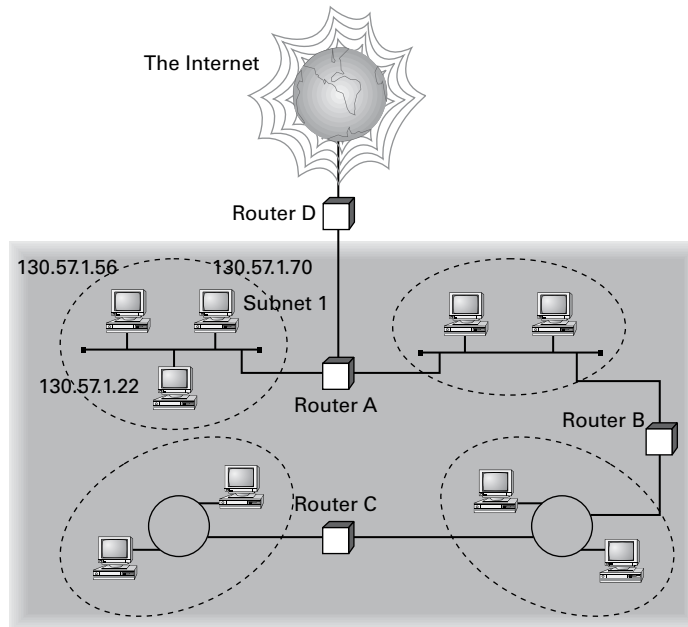 The Internet
Router D
130.57.1.56
130.57.1.70
Subnet 1
130.57.1.22
Router A
Router B
Router C